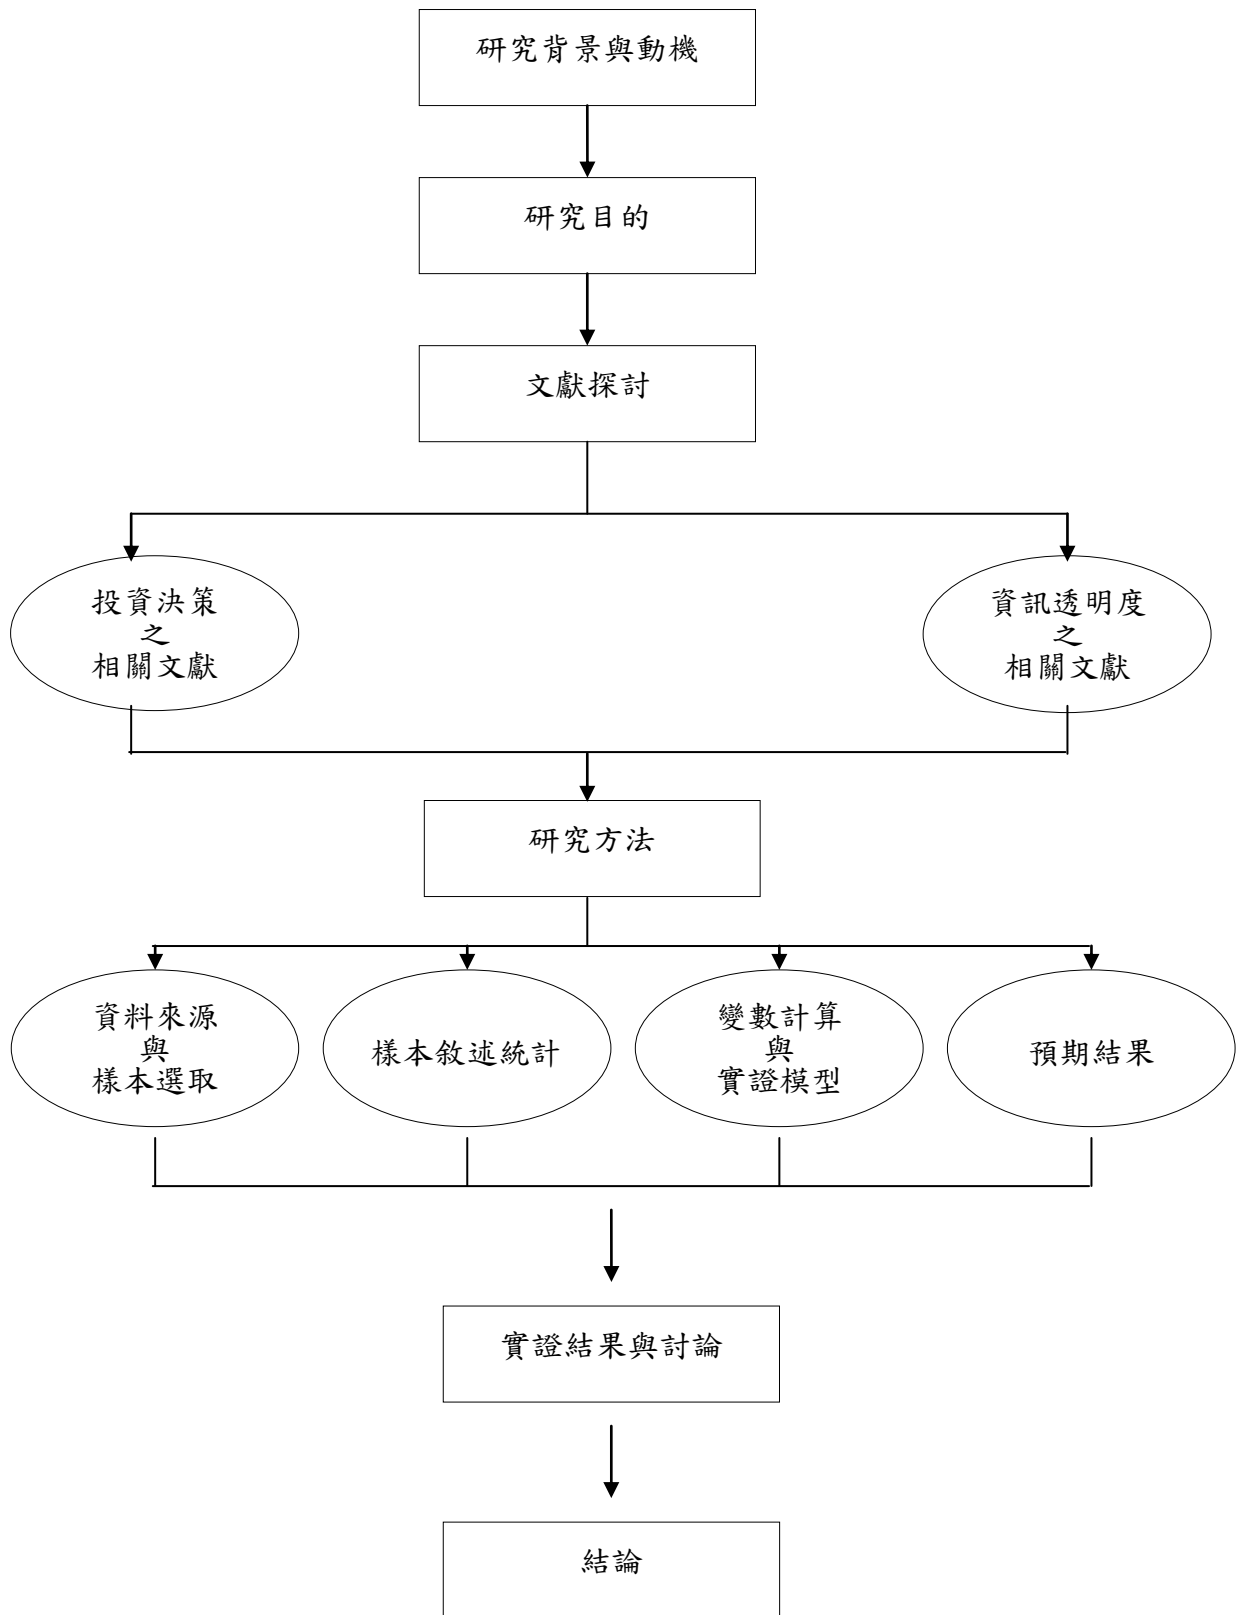 研究背景與動機
研究目的
文獻探討
投資決策
之
相關文獻
資訊透明度
之
相關文獻
研究方法
資料來源
與
樣本選取
樣本敘述統計
變數計算
與
實證模型
預期結果
實證結果與討論
結論